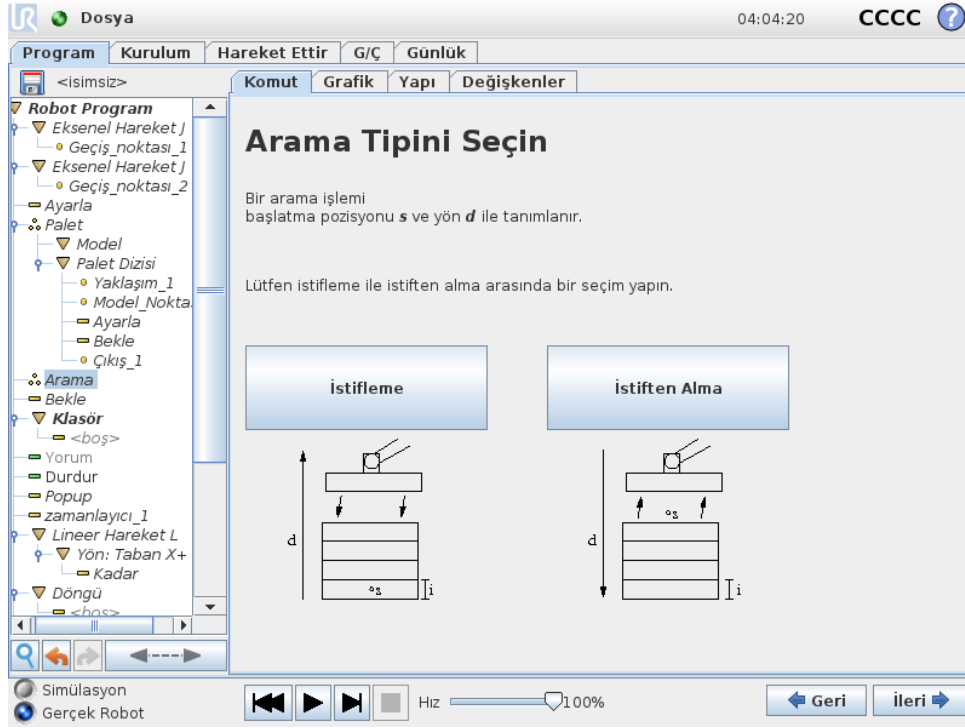 UR Dosya 04:04:20 CCCC ?
Program Kurulum Hareket Ettir G/Ç Günlük
<isimsiz>
Komut Grafik Yapı Değişkenler
Robot Program
Eksenel Hareket J
Geçiş_noktası_1
Eksenel Hareket J
Geçiş_noktası_2
Ayarla
Palet
Model
Palet Dizisi
Yaklaşım_1
Model_Nokta
Ayarla
Bekle
Çıkış_1
Arama
Bekle
Klasör
<boş>
Yorum
Durdur
Popup
zamanlayıcı_1
Lineer Hareket L
Yön: Taban X+
Kadar
Döngü
<boş>
Arama Tipini Seçin
Bir arama işlemi
başlatma pozisyonu s ve yön d ile tanımlanır.
Lütfen istifleme ile istiften alma arasında bir seçim yapın.
İstifleme
İstiften Alma
d
s
i
d
s
i
Simülasyon
Gerçek Robot
Hız 100%
Geri
İleri